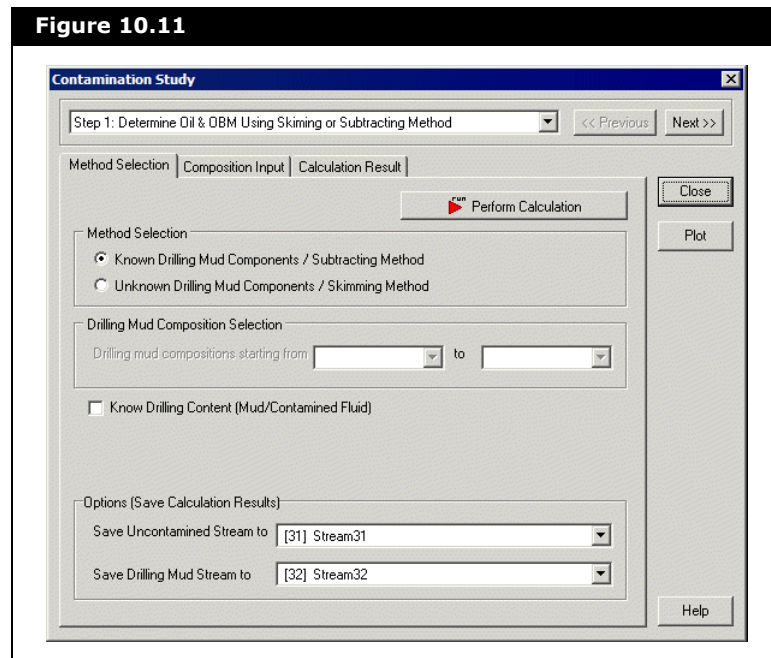 Figure 10.11
Contamination Study
Step 1: Determine Oil & OBM Using Skiming or Subtracting Method
<< Previous
Next >>
Method Selection
Composition Input
Calculation Result
run
Perform Calculation
Close
Plot
Method Selection
Known Drilling Mud Components / Subtracting Method
Unknown Drilling Mud Components / Skimming Method
Drilling Mud Composition Selection
Drilling mud compositions starting from
to
Know Drilling Content (Mud/Contamined Fluid)
Options (Save Calculation Results)
Save Uncontamined Stream to
[31] Stream31
Save Drilling Mud Stream to
[32] Stream32
Help